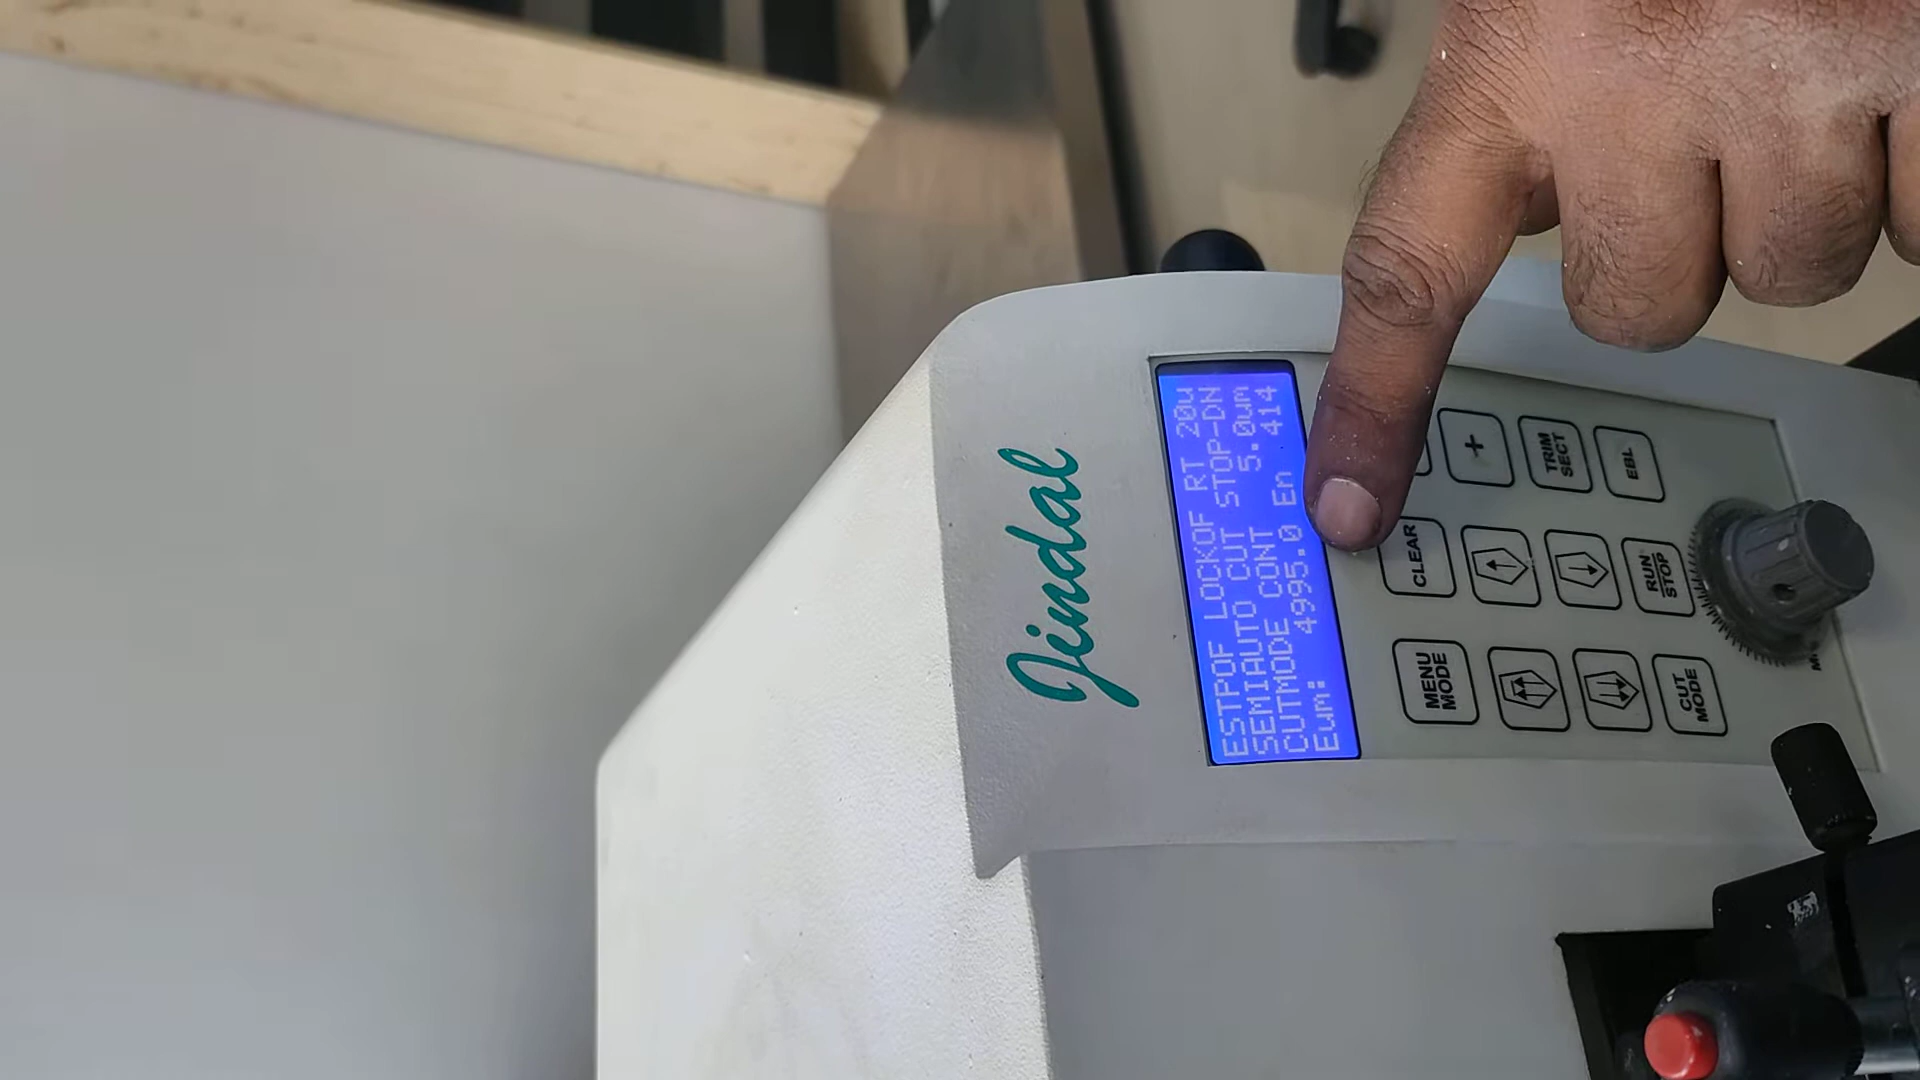 Jindal
ESTPOF LOCKOF RT 20u
SEMIAUTO CUT STOP-DN
CUTMODE CONT 5.0um
Eum: 4995.0 En 414
MENU MODE
CLEAR
+
TRIM SECT
RUN STOP
EBL
CUT MODE